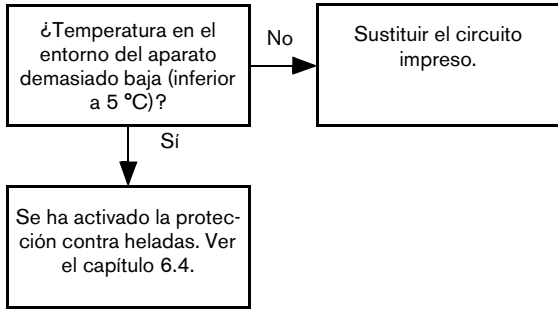 ¿Temperatura en el
entorno del aparato
demasiado baja (inferior
a 5 °C)?
No
Sustituir el circuito
impreso.
Sí
Se ha activado la protec-
ción contra heladas. Ver
el capítulo 6.4.